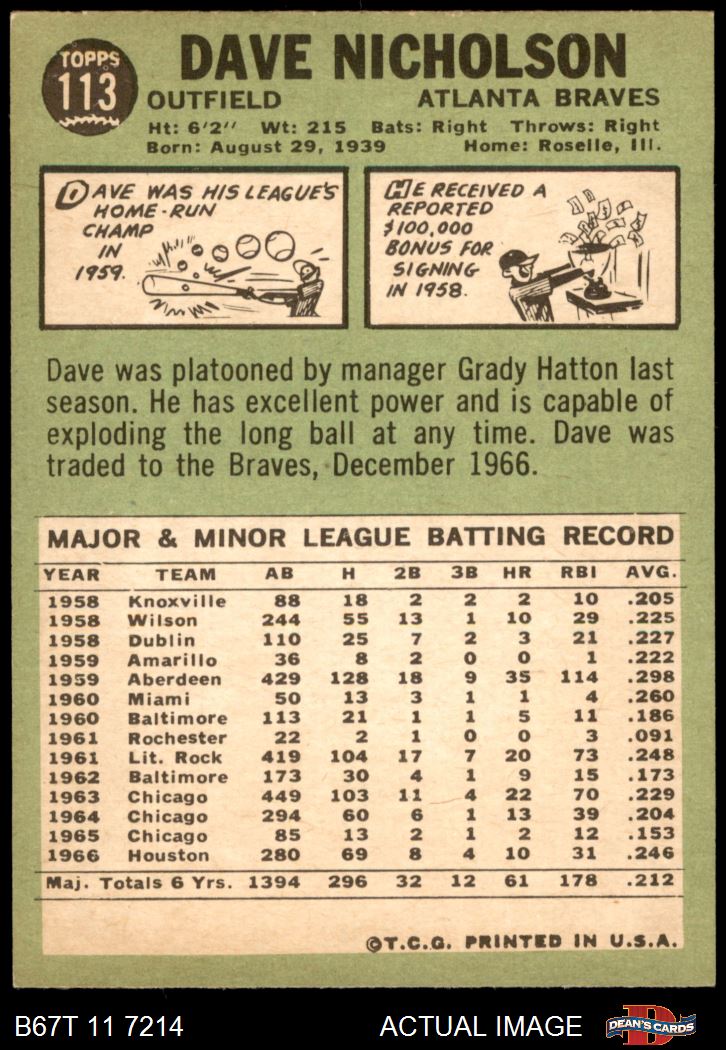 TOPPS
113
DAVE NICHOLSON
OUTFIELD ATLANTA BRAVES
Ht: 6'2" Wt: 215 Bats: Right Throws: Right
Born: August 29, 1939 Home: Roselle, Ill.
DAVE WAS HIS LEAGUE'S
HOME-RUN
CHAMP
IN
1959.
HE RECEIVED A
REPORTED
$100,000
BONUS FOR
SIGNING
IN 1958.
Dave was platooned by manager Grady Hatton last
season. He has excellent power and is capable of
exploding the long ball at any time. Dave was
traded to the Braves, December 1966.
MAJOR & MINOR LEAGUE BATTING RECORD
YEAR TEAM AB H 2B 3B HR RBI AVG.
1958 Knoxville 88 18 2 2 2 10 .205
1958 Wilson 244 55 13 1 10 29 .225
1958 Dublin 110 25 7 2 3 21 .227
1959 Amarillo 36 8 2 0 0 1 .222
1959 Aberdeen 429 128 18 9 35 114 .298
1960 Miami 50 13 3 1 1 4 .260
1960 Baltimore 113 21 1 1 5 11 .186
1961 Rochester 22 2 1 0 0 3 .091
1961 Lit. Rock 419 104 17 7 20 73 .248
1962 Baltimore 173 30 4 1 9 15 .173
1963 Chicago 449 103 11 4 22 70 .229
1964 Chicago 294 60 6 1 13 39 .204
1965 Chicago 85 13 2 1 2 12 .153
1966 Houston 280 69 8 4 10 31 .246
Maj. Totals 6 Yrs. 1394 296 32 12 61 178 .212
©T.C.G. PRINTED IN U.S.A.
B67T 11 7214 ACTUAL IMAGE
D
DEAN'S CARDS